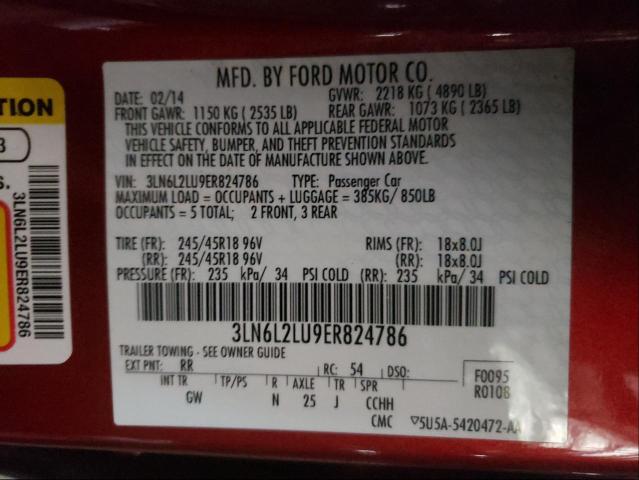 TION
3
S.
3LN6L2LU9ER824786
MFD. BY FORD MOTOR CO.
DATE: 02/14 GVWR: 2218 KG ( 4890 LB)
FRONT GAWR: 1150 KG ( 2535 LB) REAR GAWR: 1073 KG ( 2365 LB)
THIS VEHICLE CONFORMS TO ALL APPLICABLE FEDERAL MOTOR
VEHICLE SAFETY, BUMPER, AND THEFT PREVENTION STANDARDS
IN EFFECT ON THE DATE OF MANUFACTURE SHOWN ABOVE.
VIN: 3LN6L2LU9ER824786 TYPE: Passenger Car
MAXIMUM LOAD = OCCUPANTS + LUGGAGE = 385KG/ 850LB
OCCUPANTS = 5 TOTAL; 2 FRONT, 3 REAR
TIRE (FR): 245/45R18 96V RIMS (FR): 18x8.0J
(RR): 245/45R18 96V (RR): 18x8.0J
PRESSURE (FR): 235 kPa/ 34 PSI COLD (RR): 235 kPa/ 34 PSI COLD
3LN6L2LU9ER824786
TRAILER TOWING - SEE OWNER GUIDE
EXT PNT: RR RC: 54 DSO: F0095
INT TR TP/PS R AXLE TR SPR R0108
GW N 25 J CCHH
CMC ▽5U5A-5420472-AA